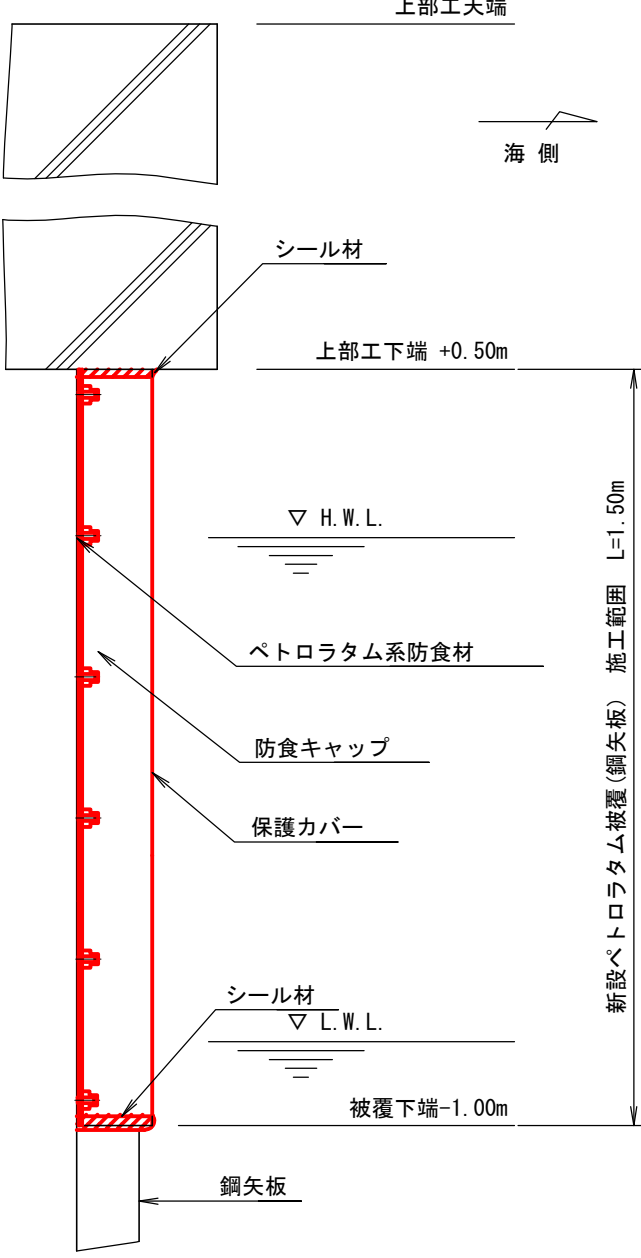 上部工天端
海 側
シール材
上部工下端 +0.50m
▽ H.W.L.
ペトロラタム系防食材
防食キャップ
保護カバー
シール材
▽ L.W.L.
被覆下端-1.00m
鋼矢板
新設ペトロラタム被覆(鋼矢板) 施工範囲 L=1.50m